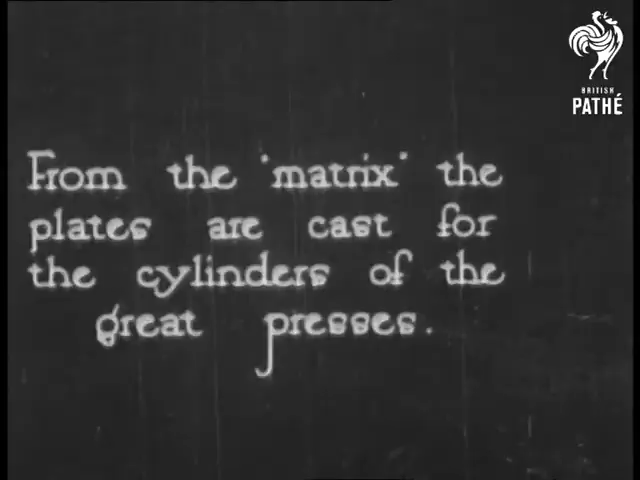 BRITISH
PATHÉ
From the "matrix" the
plates are cast for
the cylinders of the
great presses.